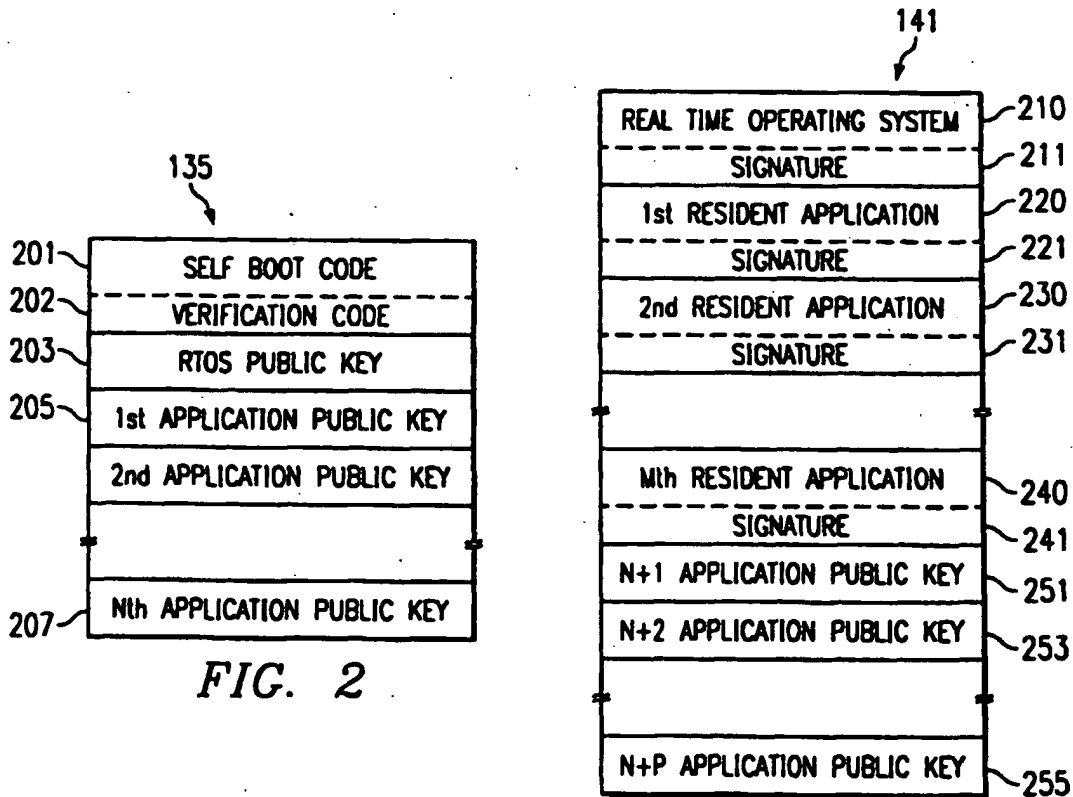 135
201
SELF BOOT CODE
202
VERIFICATION CODE
203
RTOS PUBLIC KEY
205
1st APPLICATION PUBLIC KEY
2nd APPLICATION PUBLIC KEY
207
Nth APPLICATION PUBLIC KEY
FIG. 2
141
REAL TIME OPERATING SYSTEM
210
SIGNATURE
211
1st RESIDENT APPLICATION
220
SIGNATURE
221
2nd RESIDENT APPLICATION
230
SIGNATURE
231
Mth RESIDENT APPLICATION
240
SIGNATURE
241
N+1 APPLICATION PUBLIC KEY
251
N+2 APPLICATION PUBLIC KEY
253
N+P APPLICATION PUBLIC KEY
255